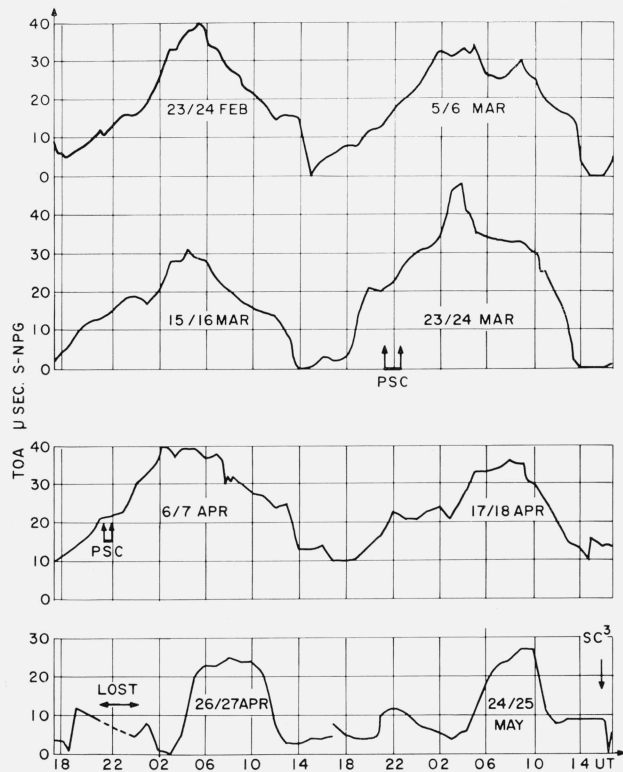 40
30
20
10
0
23/24 FEB
5/6 MAR
40
30
20
10
0
15/16 MAR
23/24 MAR
PSC
TOA μSEC. S-NPG
40
30
20
10
0
6/7 APR
17/18 APR
PSC
30
20
10
0
LOST
26/27 APR
24/25
MAY
SC³
18 22 02 06 10 14 18 22 02 06 10 14 UT